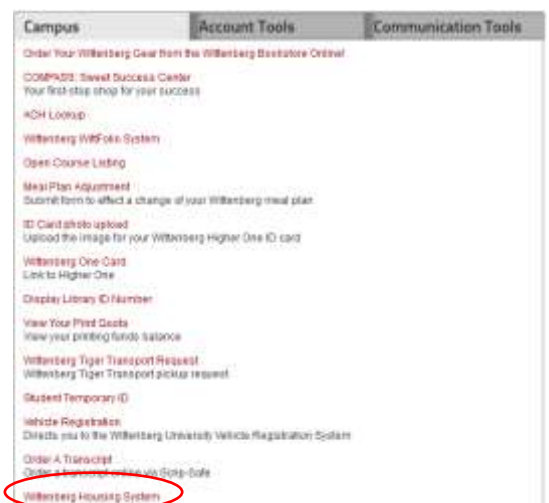 Campus Account Tools Communication Tools
Order Your Wittenberg Gear from the Wittenberg Bookstore Online!
COMPASS: Sweet Success Center
Your first-stop shop for your success
ACH Lookup
Wittenberg WittFolio System
Open Course Listing
Meal Plan Adjustment
Submit form to effect a change of your Wittenberg meal plan
ID Card photo upload
Upload the image for your Wittenberg Higher One ID card
Wittenberg One Card
Link to Higher One
Display Library ID Number
View Your Print Quota
View your printing funds balance
Wittenberg Tiger Transport Request
Wittenberg Tiger Transport pickup request
Student Temporary ID
Vehicle Registration
Directs you to the Wittenberg University Vehicle Registration System
Order A Transcript
Order a transcript online via Scrip-Safe
Wittenberg Housing System